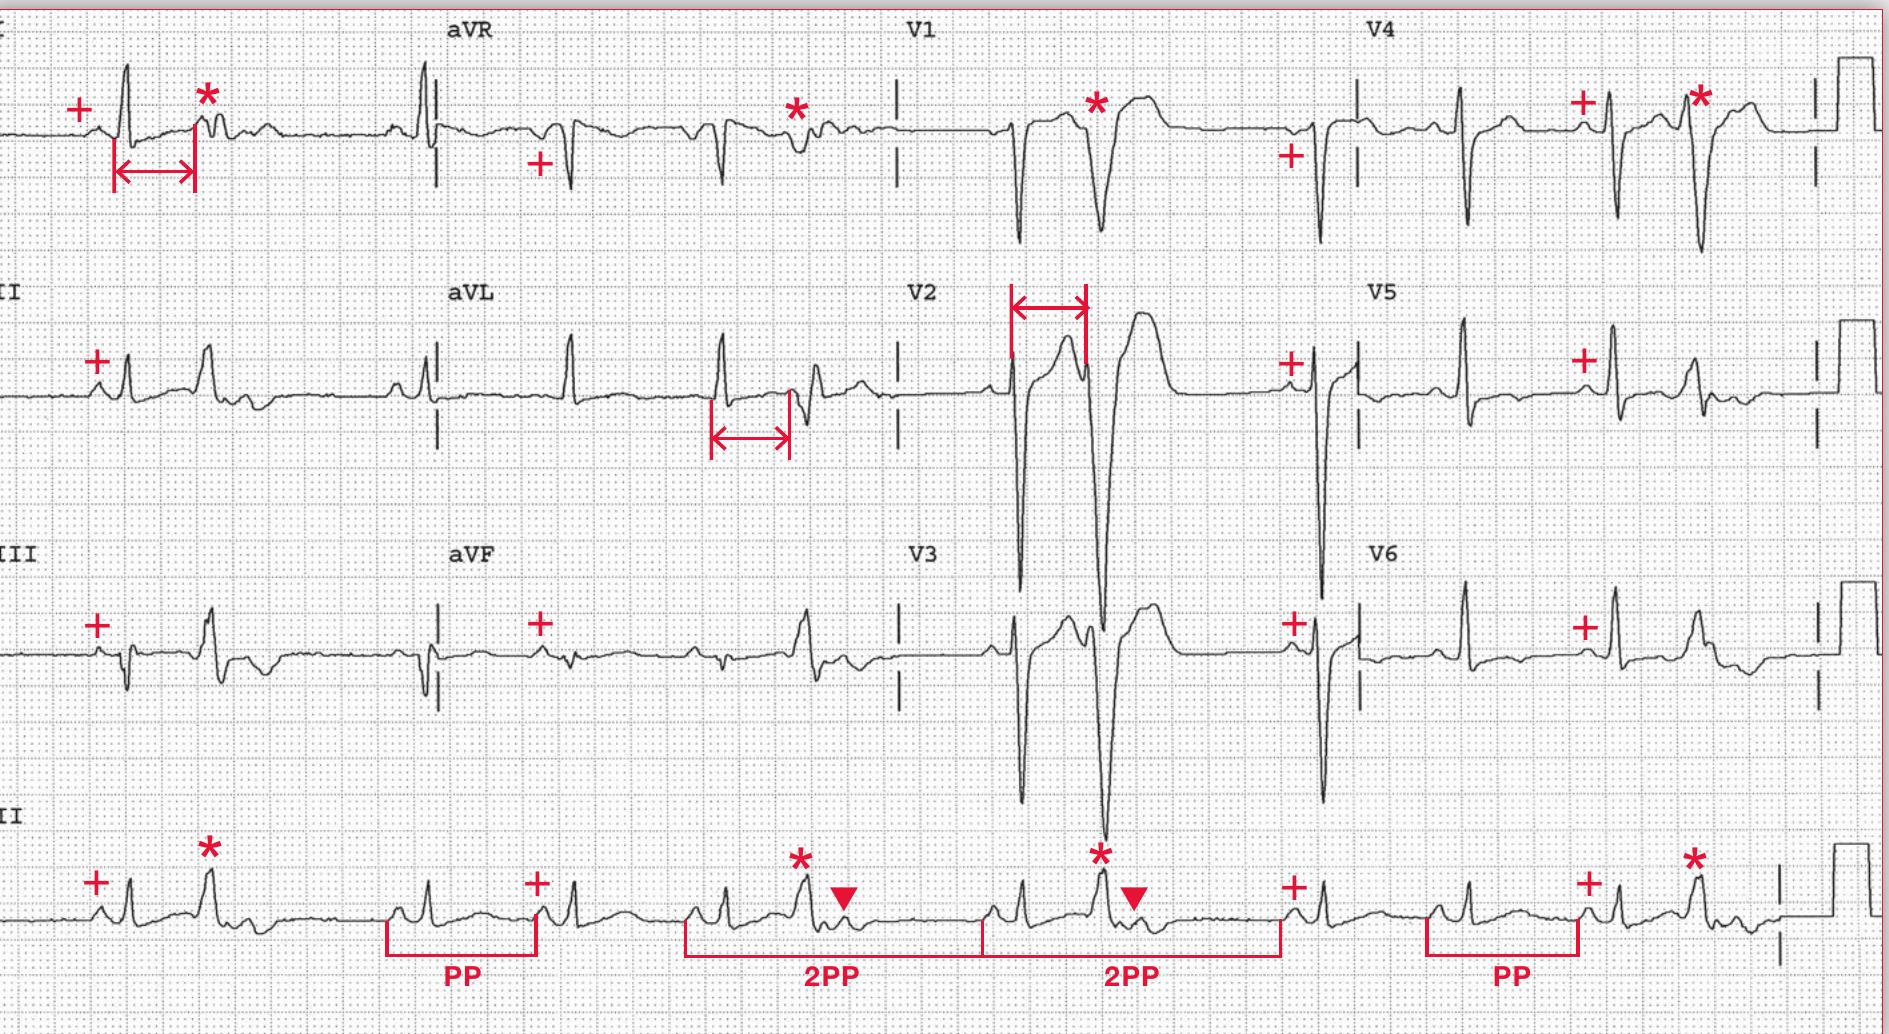 I aVR V1 V4
+ * * * * +
+ +
II aVL V2 V5
+ + +
III aVF V3 V6
+ + + +
II
+ * + * * + + *
PP 2PP 2PP PP